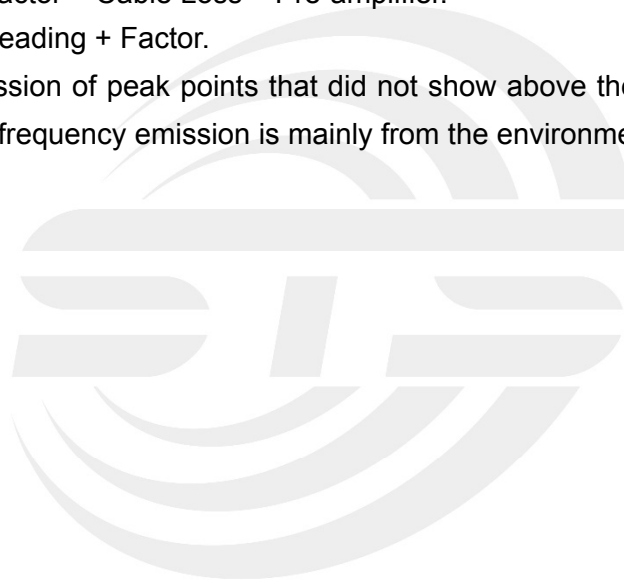 actor Cable Loss Pre-amplifier.
eading + Factor.
ssion of peak points that did not show above the
frequency emission is mainly from the environme
STS